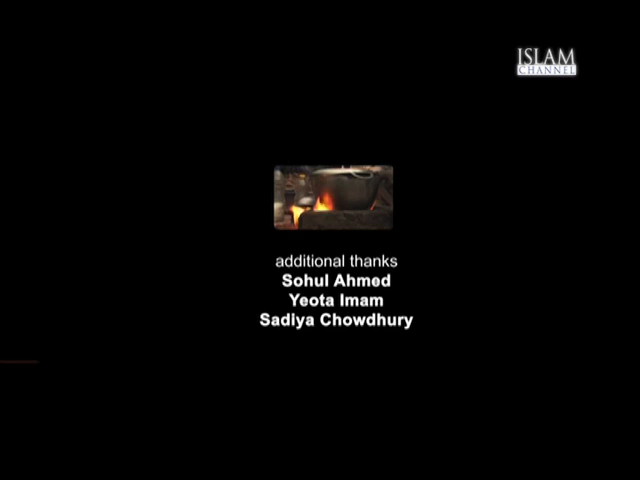 ISLAM
CHANNEL
additional thanks
Sohul Ahmed
Yeota Imam
Sadiya Chowdhury